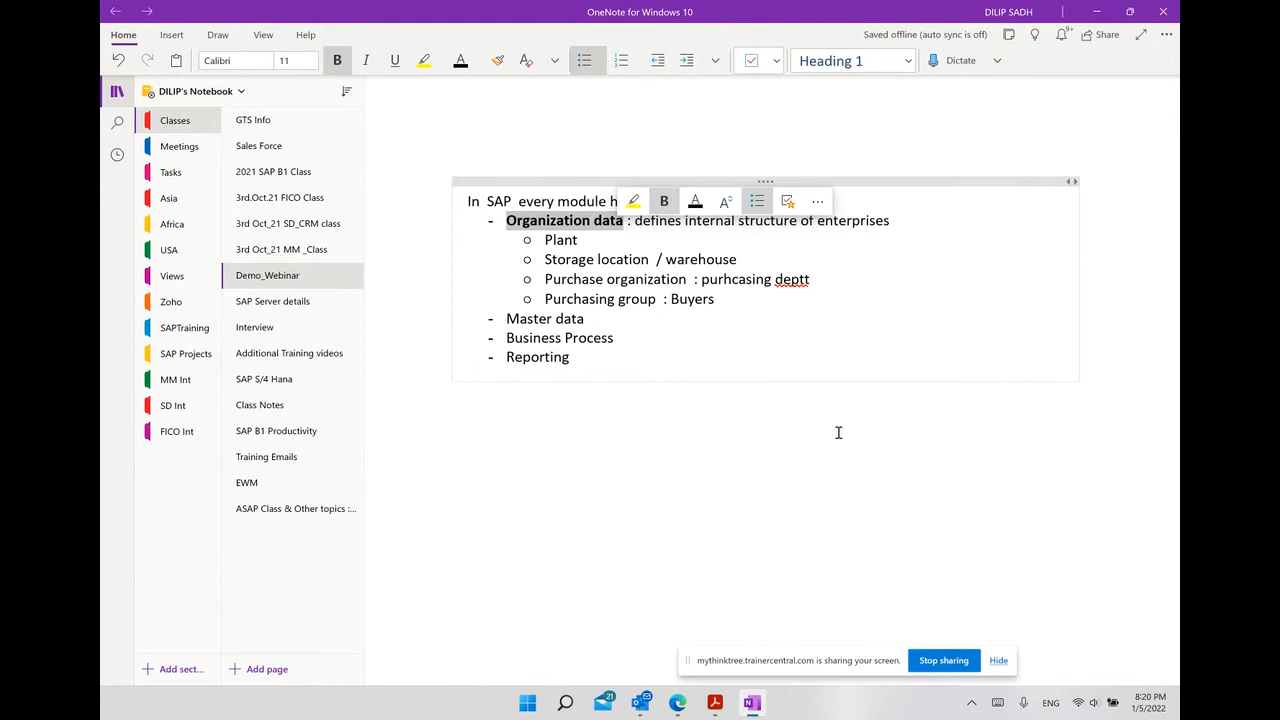 OneNote for Windows 10
DILIP SADH
Home Insert Draw View Help
Saved offline (auto sync is off)
9+
Share
Calibri 11 B I U A A
Heading 1
Dictate
DILIP's Notebook
Classes
Meetings
Tasks
Asia
Africa
USA
Views
Zoho
SAPTraining
SAP Projects
MM Int
SD Int
FICO Int
GTS Info
Sales Force
2021 SAP B1 Class
3rd.Oct.21 FICO Class
3rd Oct_21 SD_CRM class
3rd Oct_21 MM _Class
Demo_Webinar
SAP Server details
Interview
Additional Training videos
SAP S/4 Hana
Class Notes
SAP B1 Productivity
Training Emails
EWM
ASAP Class & Other topics :...
In SAP every module h
B A A
- Organization data : defines internal structure of enterprises
o Plant
o Storage location / warehouse
o Purchase organization : purhcasing deptt
o Purchasing group : Buyers
- Master data
- Business Process
- Reporting
+ Add sect...
+ Add page
mythinktree.trainercentral.com is sharing your screen.
Stop sharing
Hide
21
ENG
8:20 PM
1/5/2022